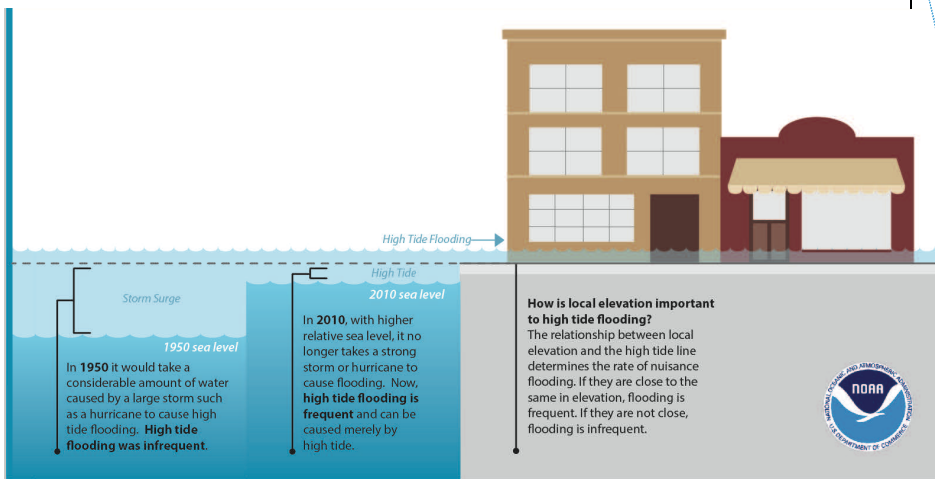 High Tide Flooding
High Tide
2010 sea level
Storm Surge
1950 sea level
In 1950 it would take a
considerable amount of water
caused by a large storm such
as a hurricane to cause high
tide flooding.  High tide
flooding was infrequent.
In 2010, with higher
relative sea level, it no
longer takes a strong
storm or hurricane to
cause flooding.  Now,
high tide flooding is
frequent and can be
caused merely by
high tide.
How is local elevation important
to high tide flooding?
The relationship between local
elevation and the high tide line
determines the rate of nuisance
flooding. If they are close to the
same in elevation, flooding is
frequent. If they are not close,
flooding is infrequent.
NATIONAL OCEANIC AND ATMOSPHERIC ADMINISTRATION
NOAA
U.S. DEPARTMENT OF COMMERCE